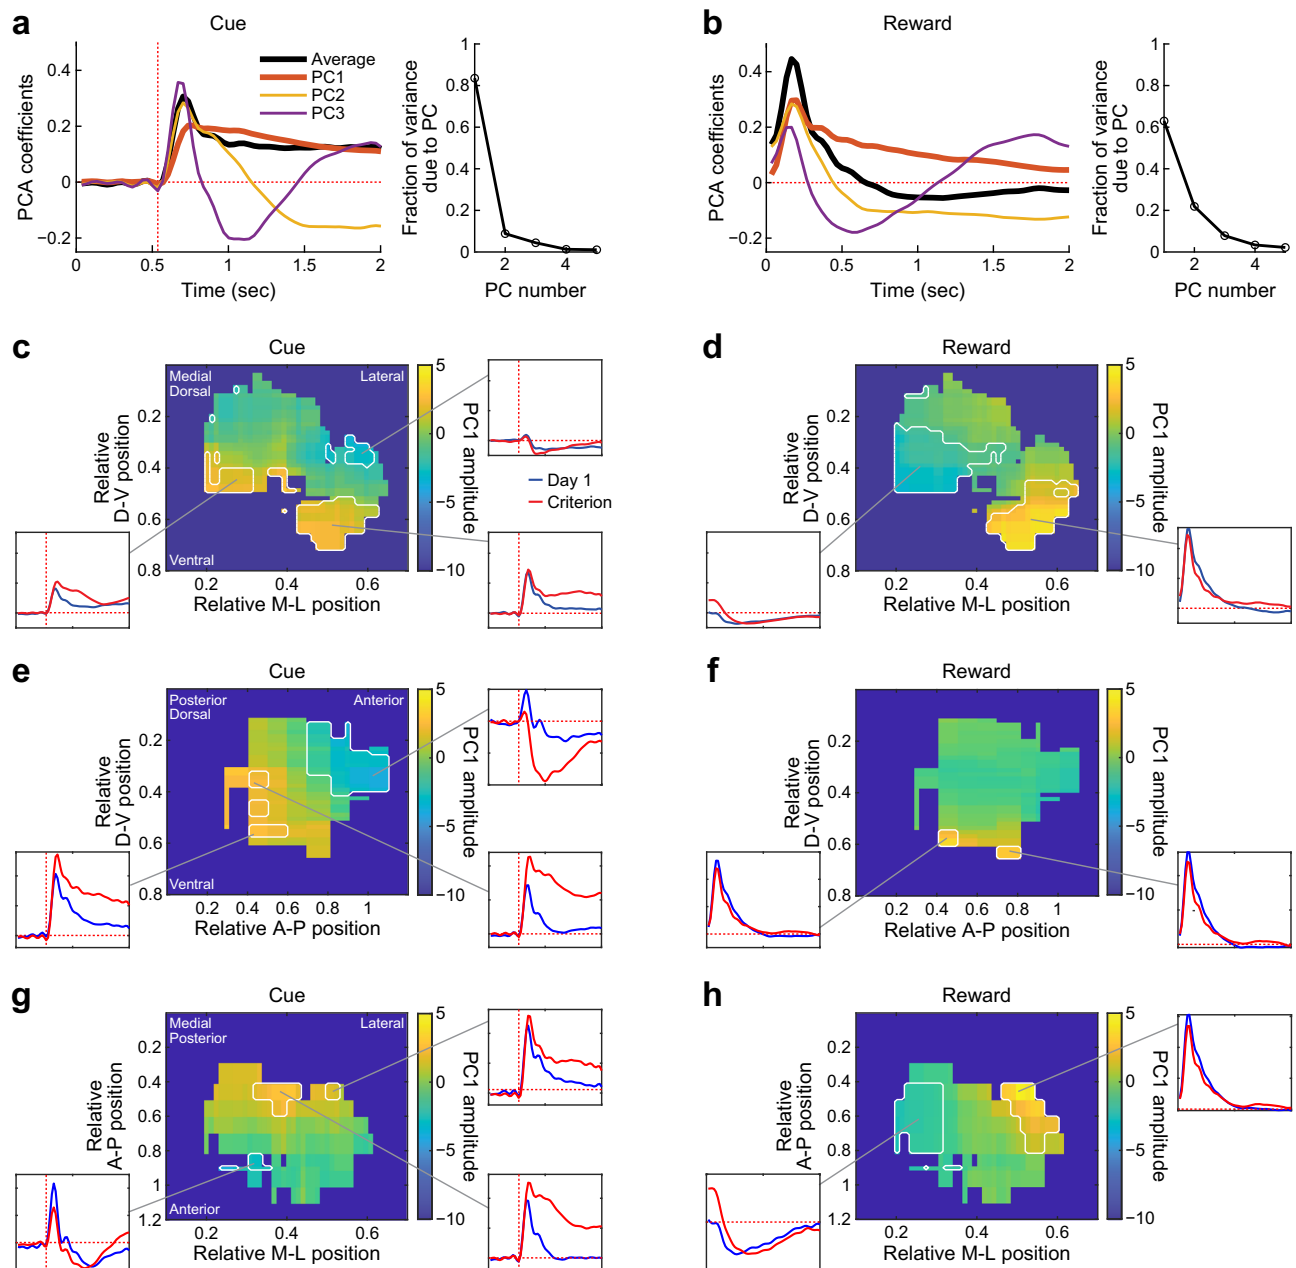 a
Cue
PCA coefficients
0.4
0.2
0
−0.2
0
0.5
1
1.5
2
Time (sec)
Average
PC1
PC2
PC3
Fraction of variance
due to PC
1
0.8
0.6
0.4
0.2
0
2
4
PC number
b
Reward
PCA coefficients
0.4
0.2
0
−0.2
0
0.5
1
1.5
2
Time (sec)
Fraction of variance
due to PC
1
0.8
0.6
0.4
0.2
0
2
4
PC number
c
Cue
Medial
Dorsal
Lateral
Ventral
Relative
D-V position
0.2
0.4
0.6
0.8
0.2
0.4
0.6
Relative M-L position
5
0
−5
−10
PC1 amplitude
Day 1
Criterion
d
Reward
Relative
D-V position
0.2
0.4
0.6
0.8
0.2
0.4
0.6
Relative M-L position
5
0
−5
−10
PC1 amplitude
e
Cue
Posterior
Dorsal
Anterior
Ventral
Relative
D-V position
0.2
0.4
0.6
0.8
0.2 0.4 0.6 0.8 1
Relative A-P position
5
0
−5
−10
PC1 amplitude
f
Reward
Relative
D-V position
0.2
0.4
0.6
0.8
0.2 0.4 0.6 0.8 1
Relative A-P position
5
0
−5
−10
PC1 amplitude
g
Cue
Medial
Posterior
Lateral
Anterior
Relative
A-P position
0.2
0.4
0.6
0.8
1
1.2
0.2
0.4
0.6
Relative M-L position
5
0
−5
−10
PC1 amplitude
h
Reward
Relative
A-P position
0.2
0.4
0.6
0.8
1
1.2
0.2
0.4
0.6
Relative M-L position
5
0
−5
−10
PC1 amplitude